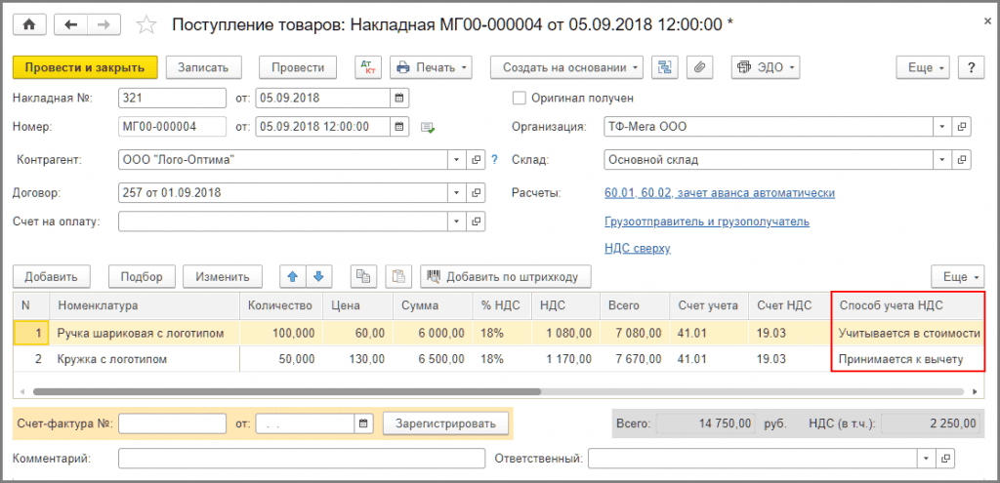 Поступление товаров: Накладная МГ00-000004 от 05.09.2018 12:00:00 *
Провести и закрыть Записать Провести Дт Кт Печать Создать на основании ЭДО Еще ?
Накладная №: 321 от: 05.09.2018 Оригинал получен
Номер: МГ00-000004 от: 05.09.2018 12:00:00 Организация: ТФ-Мега ООО
Контрагент: ООО "Лого-Оптима" ? Склад: Основной склад
Договор: 257 от 01.09.2018 Расчеты: 60.01, 60.02, зачет аванса автоматически
Счет на оплату: Грузоотправитель и грузополучатель
НДС сверху
Добавить Подбор Изменить Добавить по штрихкоду Еще
N Номенклатура Количество Цена Сумма % НДС НДС Всего Счет учета Счет НДС Способ учета НДС
1 Ручка шариковая с логотипом 100,000 60,00 6 000,00 18% 1 080,00 7 080,00 41.01 19.03 Учитывается в стоимости
2 Кружка с логотипом 50,000 130,00 6 500,00 18% 1 170,00 7 670,00 41.01 19.03 Принимается к вычету
Счет-фактура №: от: . . Зарегистрировать Всего: 14 750,00 руб. НДС (в т.ч.): 2 250,00
Комментарий: Ответственный: